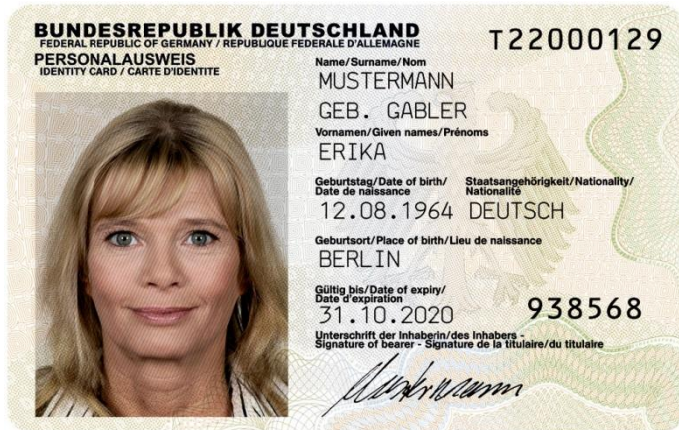 BUNDESREPUBLIK DEUTSCHLAND
FEDERAL REPUBLIC OF GERMANY / REPUBLIQUE FEDERALE D'ALLEMAGNE
PERSONALAUSWEIS
IDENTITY CARD / CARTE D'IDENTITE
T22000129
Name/Surname/Nom
MUSTERMANN
GEB. GABLER
Vornamen/Given names/Prénoms
ERIKA
Geburtstag/Date of birth/
Date de naissance
Staatsangehörigkeit/Nationality/
Nationalité
12.08.1964 DEUTSCH
Geburtsort/Place of birth/Lieu de naissance
BERLIN
Gültig bis/Date of expiry/
Date d'expiration
31.10.2020
938568
Unterschrift der Inhaberin/des Inhabers -
Signature of bearer - Signature de la titulaire/du titulaire
Mustermann